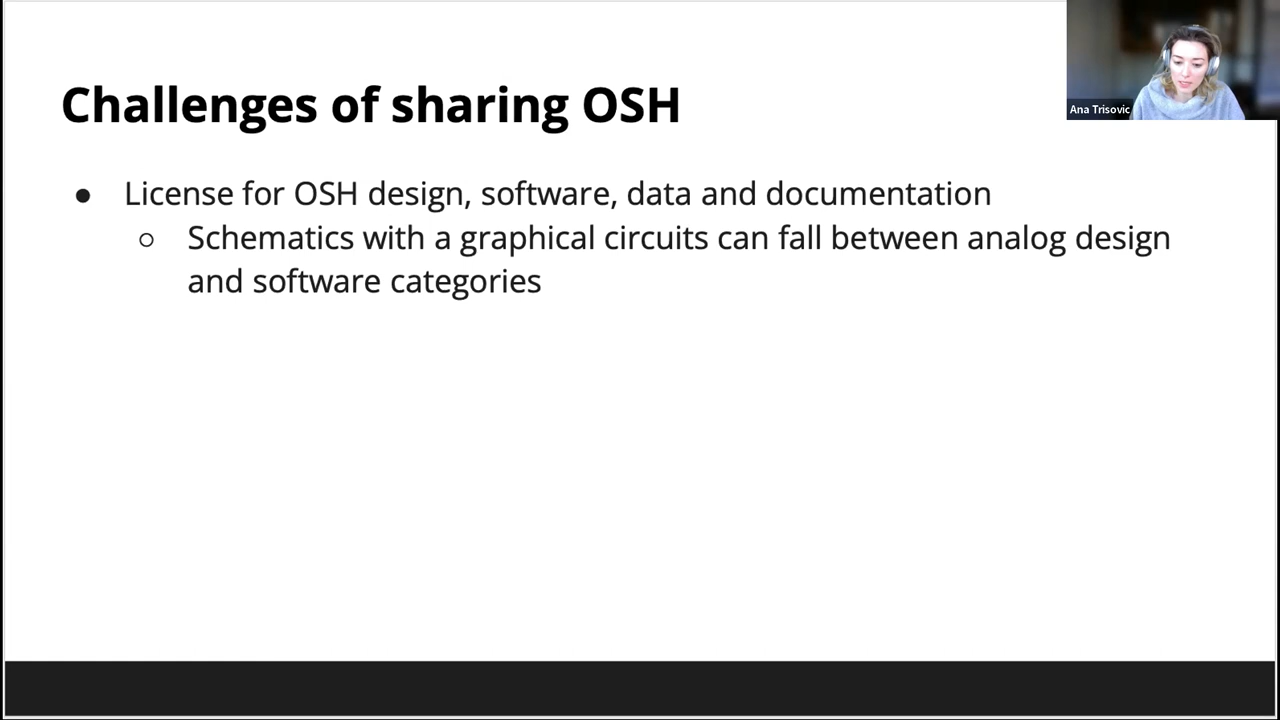 Challenges of sharing OSH
Ana Trisovic
● License for OSH design, software, data and documentation
○ Schematics with a graphical circuits can fall between analog design
and software categories